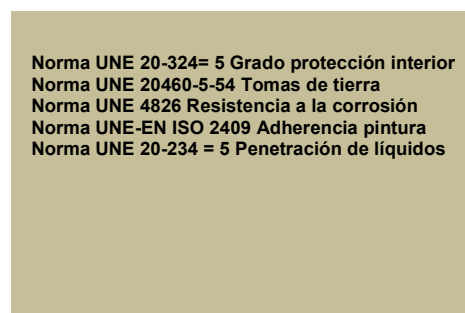 Norma UNE 20-324= 5 Grado protección interior
Norma UNE 20460-5-54 Tomas de tierra
Norma UNE 4826 Resistencia a la corrosión
Norma UNE-EN ISO 2409 Adherencia pintura
Norma UNE 20-234 = 5 Penetración de líquidos